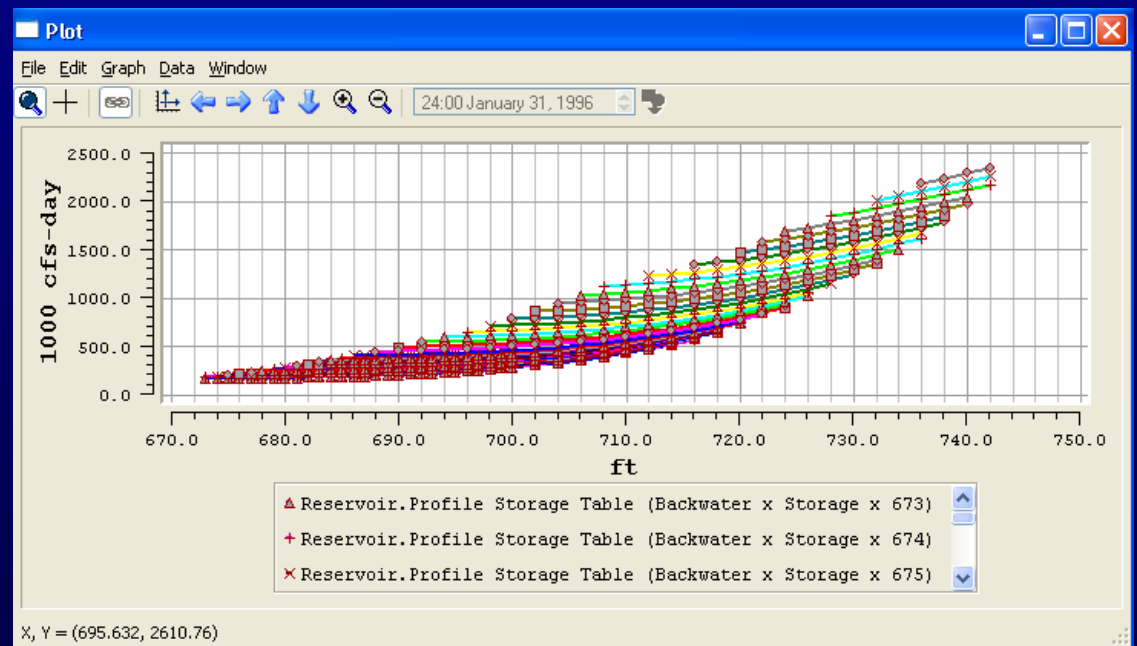 Plot
File Edit Graph Data Window
24:00 January 31, 1996
2500.0
2000.0
1500.0
1000.0
500.0
0.0
1000 cfs-day
670.0 680.0 690.0 700.0 710.0 720.0 730.0 740.0 750.0
ft
Reservoir.Profile Storage Table (Backwater x Storage x 673)
Reservoir.Profile Storage Table (Backwater x Storage x 674)
Reservoir.Profile Storage Table (Backwater x Storage x 675)
X, Y = (695.632, 2610.76)